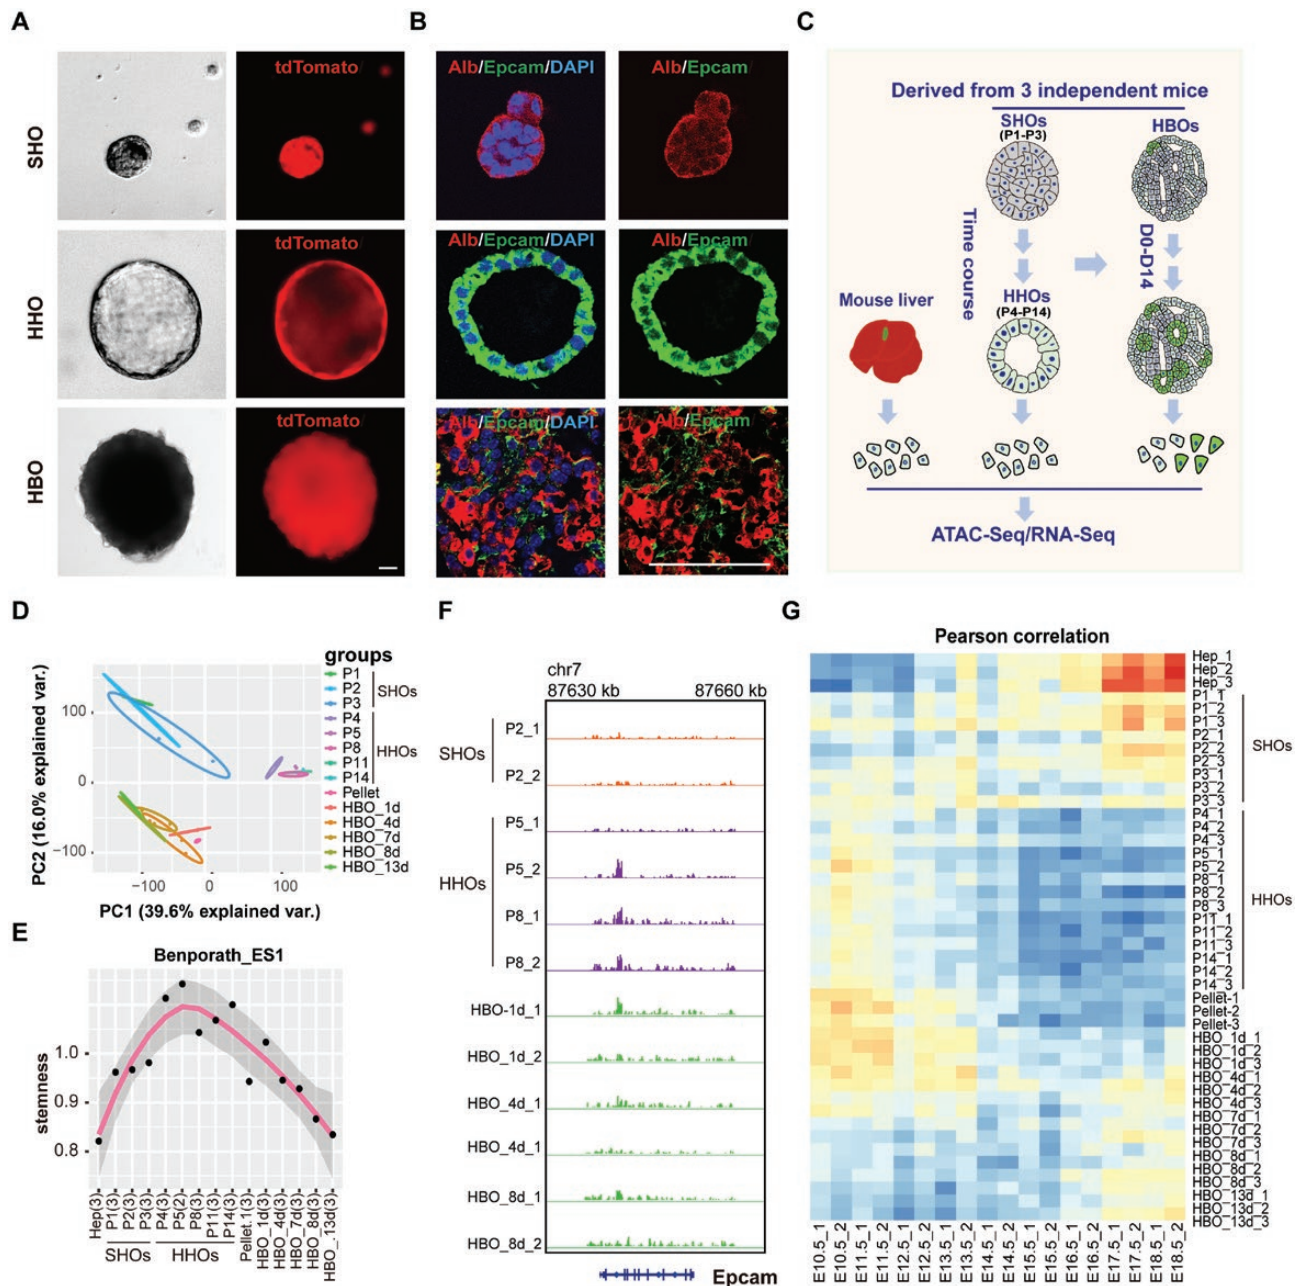 A
B
C
SHO
tdTomato
Alb/Epcam/DAPI
Alb/Epcam
HHO
tdTomato
Alb/Epcam/DAPI
Alb/Epcam
HBO
tdTomato
Alb/Epcam/DAPI
Alb/Epcam
Derived from 3 independent mice
SHOs
(P1-P3)
HBOs
Time course
D0-D14
Mouse liver
HHOs
(P4-P14)
ATAC-Seq/RNA-Seq
D
groups
P1
P2
P3
P4
P5
P8
P11
P14
Pellet
HBO_1d
HBO_4d
HBO_7d
HBO_8d
HBO_13d
SHOs
HHOs
PC2 (16.0% explained var.)
100
0
−100
−100
0
100
PC1 (39.6% explained var.)
E
Benporath_ES1
stemness
1.0
0.9
0.8
Hep(3)
P1(3)
P2(3)
P3(3)
P4(3)
P5(2)
P8(3)
P11(3)
P14(3)
Pellet.1(3)
HBO_1d(3)
HBO_4d(3)
HBO_7d(3)
HBO_8d(3)
HBO_13d(3)
SHOs
HHOs
F
chr7
87630 kb
87660 kb
SHOs
P2_1
P2_2
HHOs
P5_1
P5_2
P8_1
P8_2
HBO-1d_1
HBO_1d_2
HBO_4d_1
HBO_4d_1
HBO_8d_1
HBO_8d_2
Epcam
G
Pearson correlation
Hep_1
Hep_2
Hep_3
P1_1
P1_2
P1_3
P2_1
P2_2
P2_3
P3_1
P3_2
P3_3
P4_1
P4_2
P4_3
P5_1
P5_2
P8_1
P8_2
P8_3
P11_1
P11_2
P11_3
P14_1
P14_2
P14_3
Pellet-1
Pellet-2
Pellet-3
HBO_1d_1
HBO_1d_2
HBO_1d_3
HBO_4d_1
HBO_4d_2
HBO_4d_3
HBO_7d_1
HBO_7d_2
HBO_7d_3
HBO_8d_1
HBO_8d_2
HBO_8d_3
HBO_13d_1
HBO_13d_2
HBO_13d_3
SHOs
HHOs
E10.5_1
E10.5_2
E11.5_1
E11.5_2
E12.5_1
E12.5_2
E13.5_1
E13.5_2
E14.5_1
E14.5_2
E15.5_1
E15.5_2
E16.5_1
E16.5_2
E17.5_1
E17.5_2
E18.5_1
E18.5_2